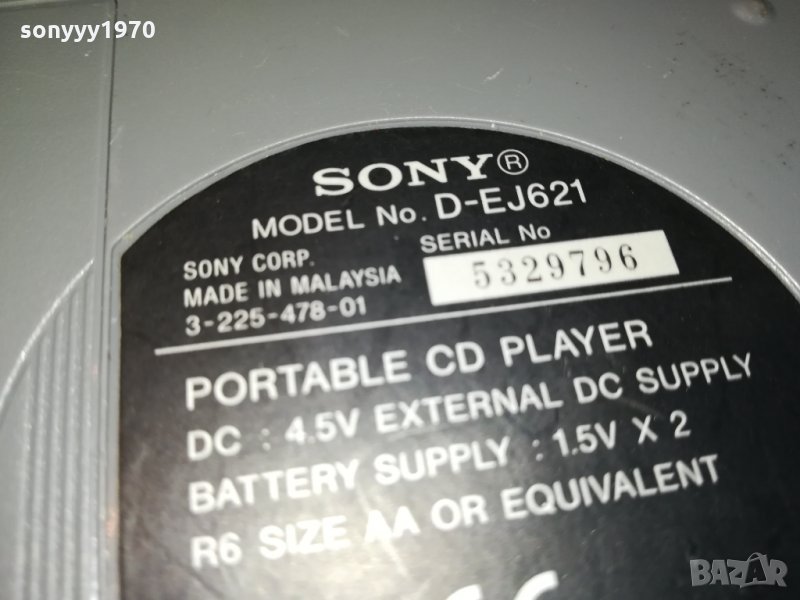 sonyyy1970
SONY®
MODEL No. D-EJ621
SONY CORP.
MADE IN MALAYSIA
3-225-478-01
SERIAL No
5329796
PORTABLE CD PLAYER
DC : 4.5V EXTERNAL DC SUPPLY
BATTERY SUPPLY : 1.5V X 2
R6 SIZE AA OR EQUIVALENT
BAZAR